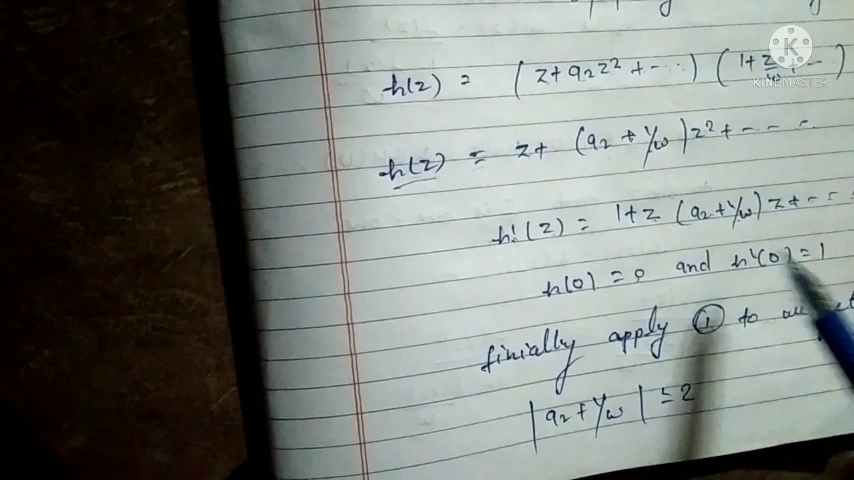 h(z) = (z + a₂z² + ---) (1 + z/w + ---
KINEMASTER
h(z) = z + (a₂ + 1/w) z² + - - -
h'(z) = 1 + 2 (a₂ + 1/w) z + - - -
h(0) = 0 and h'(0) = 1
finially apply ① to
|a₂ + 1/w| ≤ 2